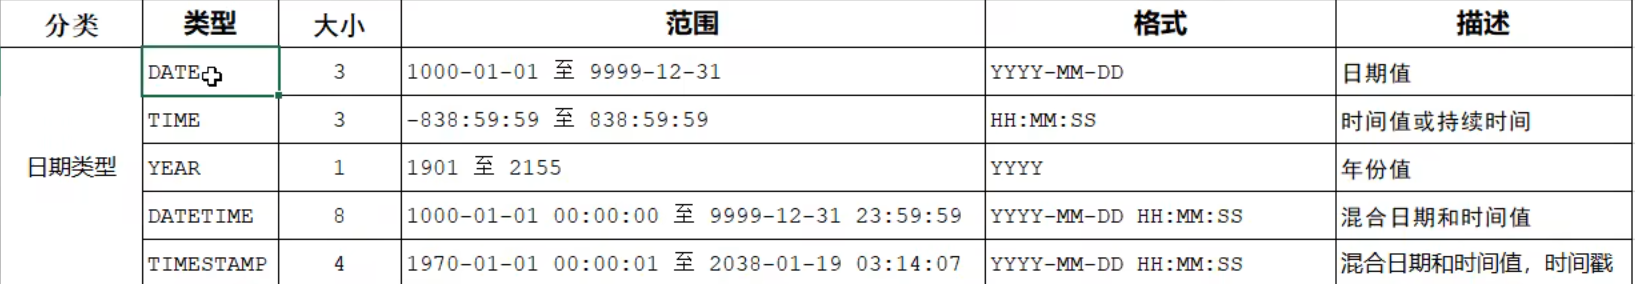 分类 类型 大小 范围 格式 描述
DATE 3 1000-01-01 至 9999-12-31 YYYY-MM-DD 日期值
TIME 3 -838:59:59 至 838:59:59 HH:MM:SS 时间值或持续时间
日期类型 YEAR 1 1901 至 2155 YYYY 年份值
DATETIME 8 1000-01-01 00:00:00 至 9999-12-31 23:59:59 YYYY-MM-DD HH:MM:SS 混合日期和时间值
TIMESTAMP 4 1970-01-01 00:00:01 至 2038-01-19 03:14:07 YYYY-MM-DD HH:MM:SS 混合日期和时间值，时间戳